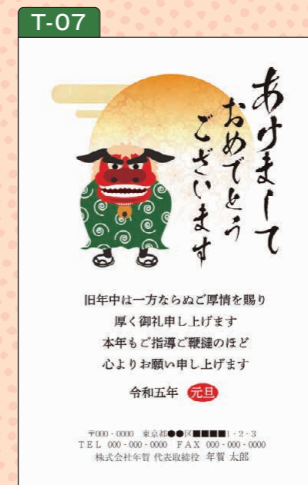 T-07
あけまして
おめでとう
ございます
旧年中は一方ならぬご厚情を賜り
厚く御礼申し上げます
本年もご指導ご鞭撻のほど
心よりお願い申し上げます
令和五年 元旦
〒000-0000 東京都●●区■■■■1-2-3
TEL 000-000-0000 FAX 000-000-0000
株式会社年賀 代表取締役 年賀 太郎